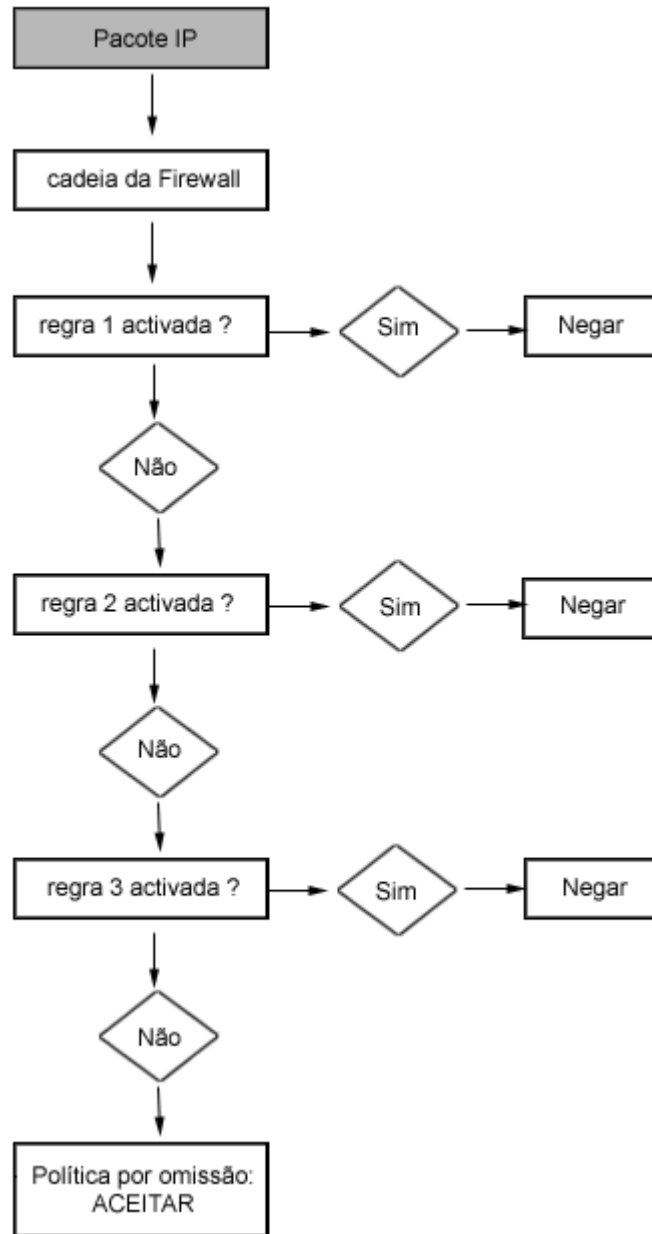 Pacote IP
cadeia da Firewall
regra 1 activada ?
Sim
Negar
Não
regra 2 activada ?
Sim
Negar
Não
regra 3 activada ?
Sim
Negar
Não
Política por omissão:
ACEITAR